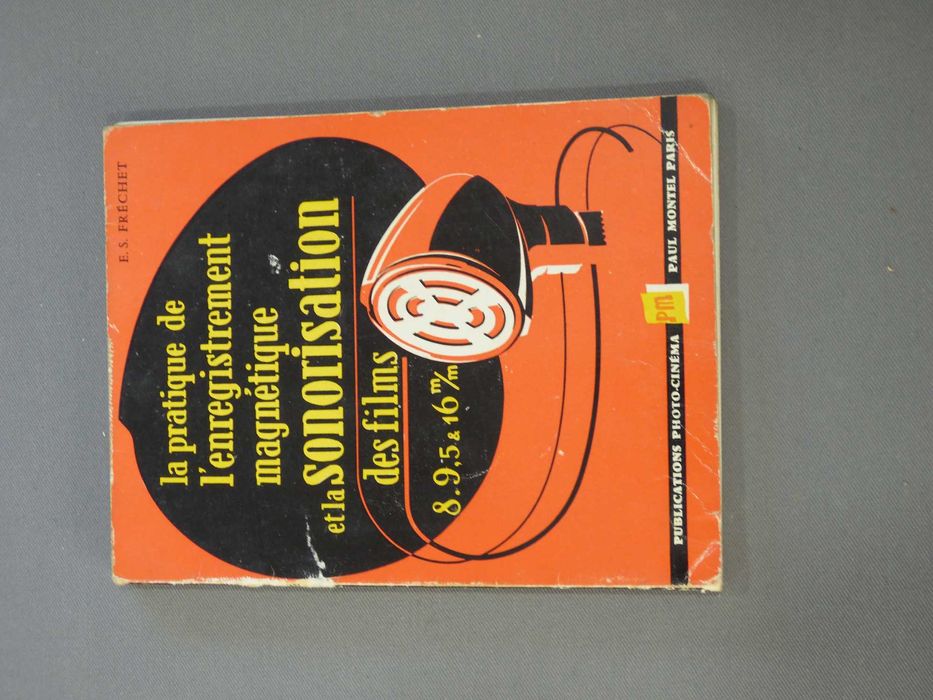 E. S. FRÉCHET
la pratique de
l'enregistrement
magnétique
et la sonorisation
des films
8.9,5 & 16 m/m
PUBLICATIONS PHOTO-CINÉMA pm PAUL MONTEL PARIS